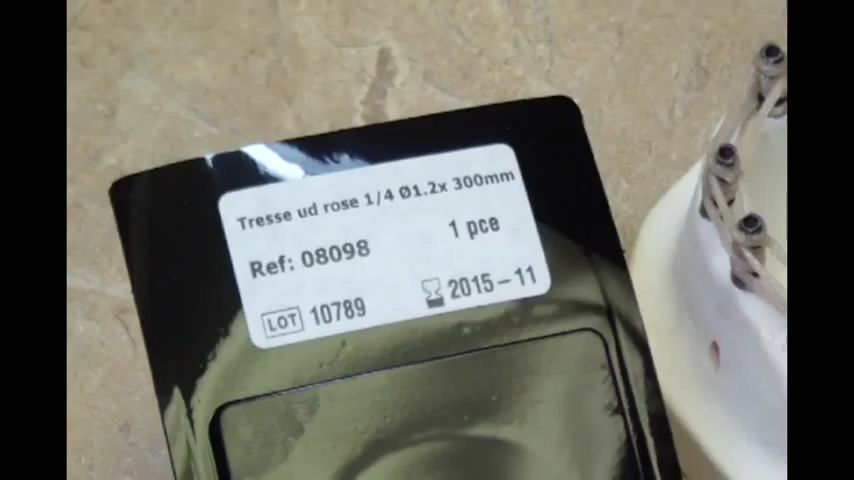 Tresse ud rose 1/4 Ø1.2x 300mm
1 pce
Ref: 08098
LOT 10789
2015-11